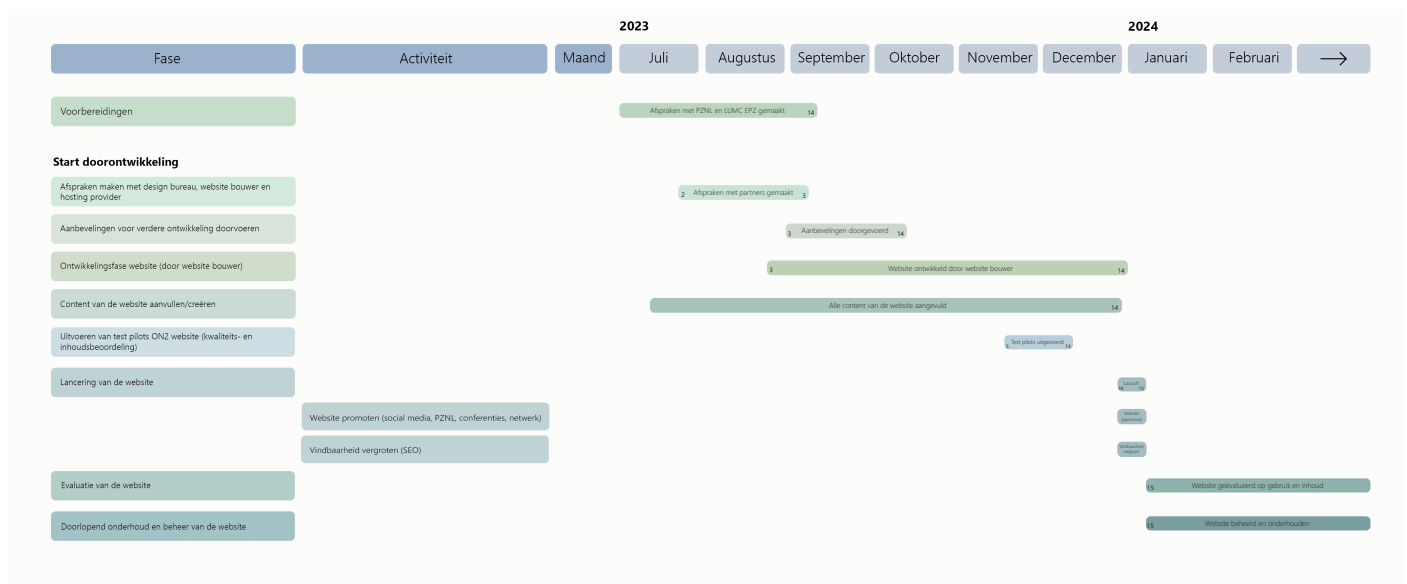 2023
2024
Fase
Activiteit
Maand
Juli
Augustus
September
Oktober
November
December
Januari
Februari
Voorbereidingen
Afspraken met PZNL en LUMC EPZ gemaakt
14
Start doorontwikkeling
Afspraken maken met design bureau, website bouwer en
hosting provider
2
Afspraken met partners gemaakt
3
Aanbevelingen voor verdere ontwikkeling doorvoeren
3
Aanbevelingen doorgevoerd
14
Ontwikkelingsfase website (door website bouwer)
3
Website ontwikkeld door website bouwer
14
Content van de website aanvullen/creëren
Alle content van de website aangevuld
14
Uitvoeren van test pilots ON2 website (kwaliteits- en
inhoudsbeoordeling)
Test pilots uitgevoerd
14
Lancering van de website
Launch
14
15
Website promoten (social media, PZNL, conferenties, netwerk)
Website
gepromoot
Vindbaarheid vergroten (SEO)
Vindbaarheid
vergroot
Evaluatie van de website
15
Website geëvalueerd op gebruik en inhoud
Doorlopend onderhoud en beheer van de website
15
Website beheerd en onderhouden